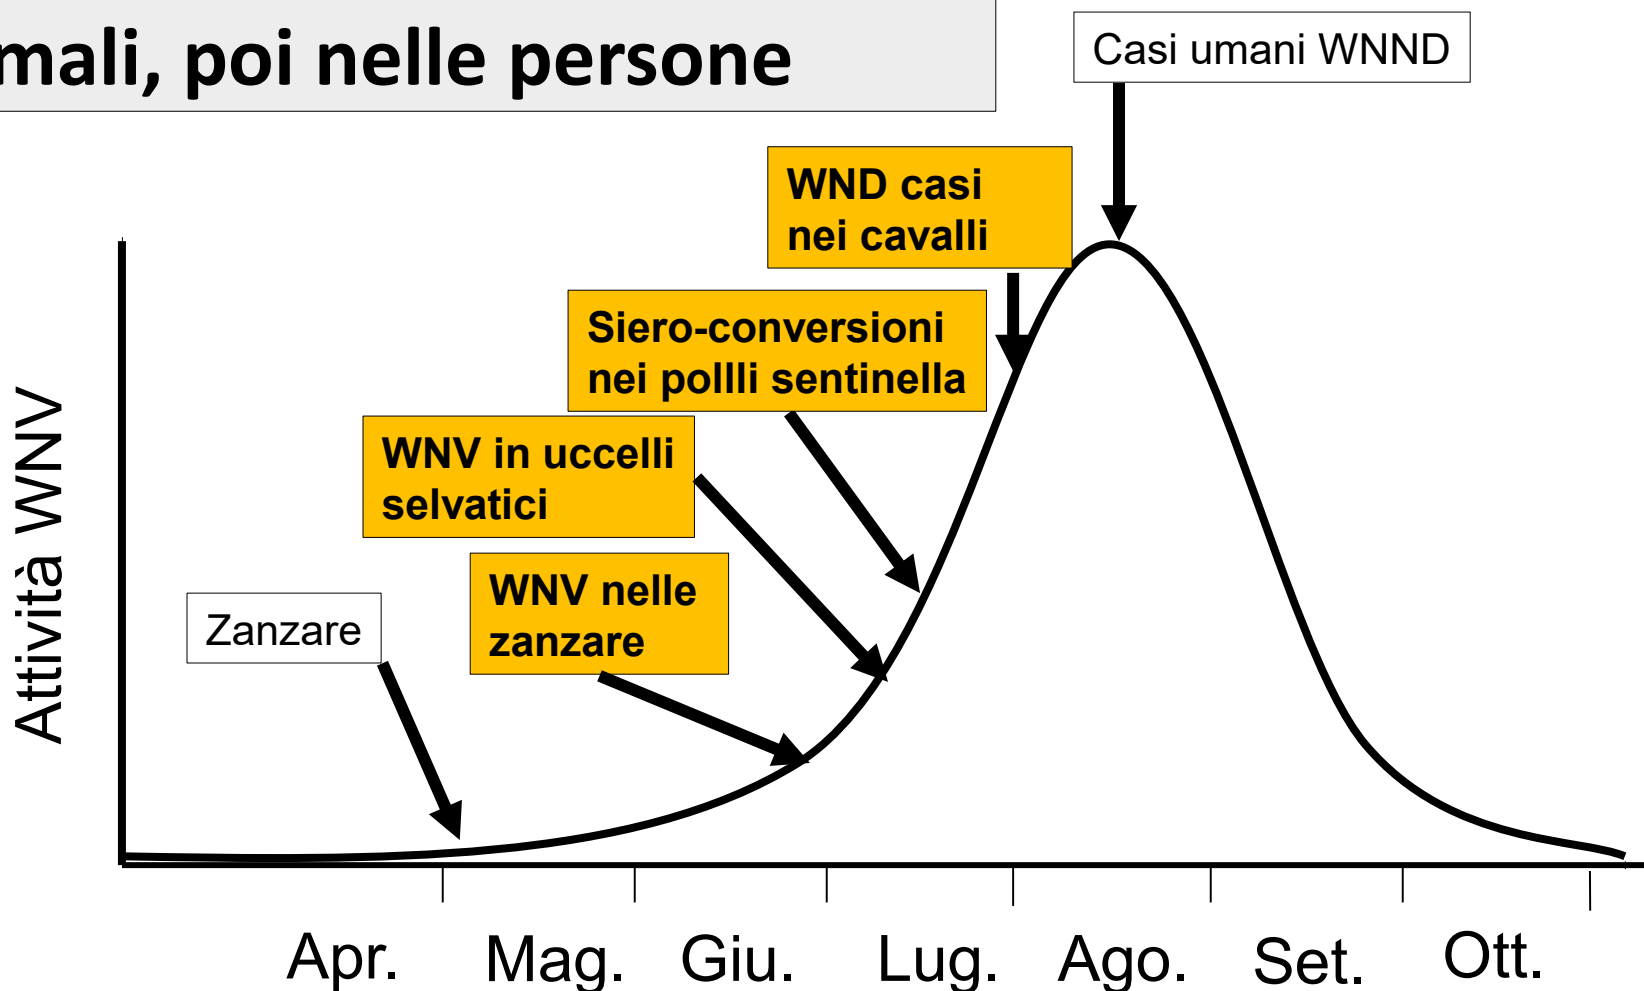 mali, poi nelle persone
Casi umani WNND
WND casi
nei cavalli
Siero-conversioni
nei pollli sentinella
WNV in uccelli
selvatici
WNV nelle
zanzare
Zanzare
Attività WNV
Apr. Mag. Giu. Lug. Ago. Set. Ott.